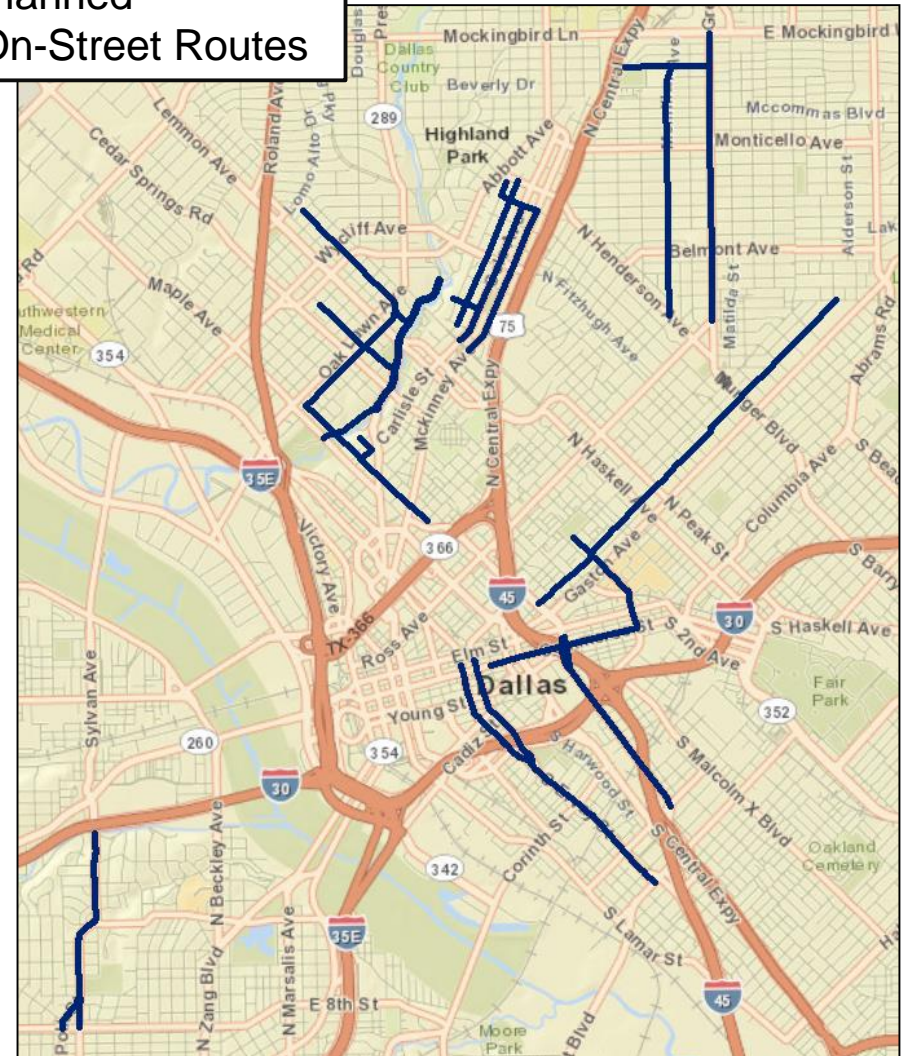 On-Street Routes
Mockingbird Ln
E Mockingbird
Dallas
Country
Club
Beverly Dr
N Central Expy
289
Highland
Park
Abbott Ave
Mccommas Blvd
Monticello Ave
Lemmon Ave
Cedar Springs Rd
Roland Ave
Lomo Alto Dr
Wycliff Ave
Alderson St
Belmont Ave
N Henderson Ave
N Fitzhugh Ave
Matilda St
Maple Ave
Oak Lawn Ave
Medical
Center
354
75
Abrams Rd
Carlisle St
Mckinney Ave
N Central Expy
Munger Blvd
Columbia Ave
35E
N Haskell Ave
N Peak St
Victory Ave
366
Gaston Ave
S Barry
45
30
TX-366
Ross Ave
Elm St
St
S 2nd Ave
S Haskell Ave
Dallas
Fair
Park
Sylvan Ave
Young St
352
260
354
Cadiz St
S Harwood St
S Malcolm X Blvd
30
N Beckley Ave
Corinth St
S Central Expy
Oakland
Cemetery
342
35E
S Lamar St
N Zang Blvd
N Marsalis Ave
E 8th St
45
Moore
Park
t Blvd